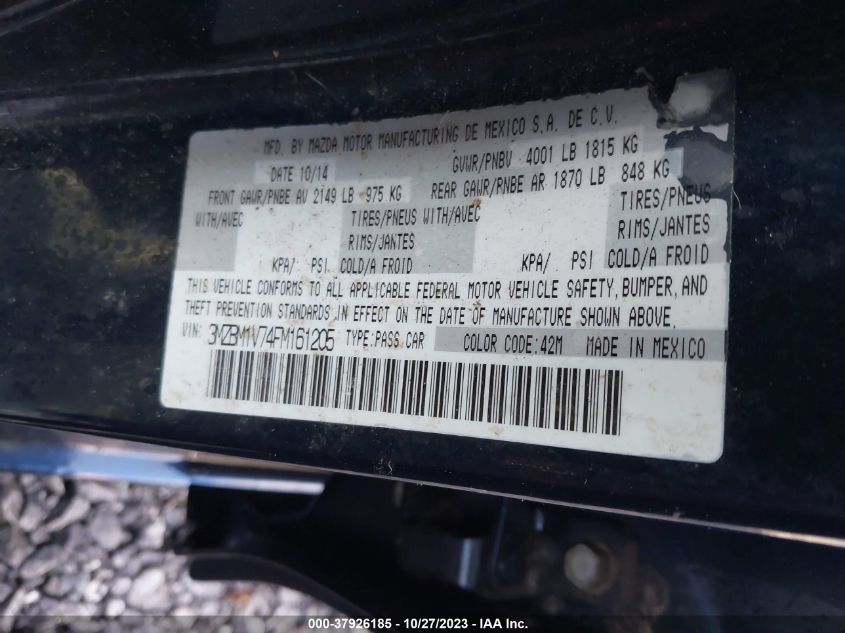 MFD. BY MAZDA MOTOR MANUFACTURING DE MEXICO S.A. DE C.V.
DATE 10/14 GVWR/PNBV 4001 LB 1815 KG
FRONT GAWR/PNBE AV 2149 LB 975 KG REAR GAWR/PNBE AR 1870 LB 848 KG
WITH/AVEC TIRES/PNEUS WITH/AVEC TIRES/PNEUS
RIMS/JANTES RIMS/JANTES
KPA/ PSI COLD/A FROID KPA/ PSI COLD/A FROID
THIS VEHICLE CONFORMS TO ALL APPLICABLE FEDERAL MOTOR VEHICLE SAFETY, BUMPER, AND
THEFT PREVENTION STANDARDS IN EFFECT ON THE DATE OF MANUFACTURE SHOWN ABOVE.
VIN: 3MZBM1V74FM161205 TYPE:PASS CAR COLOR CODE:42M MADE IN MEXICO
000-37926185 - 10/27/2023 - IAA Inc.